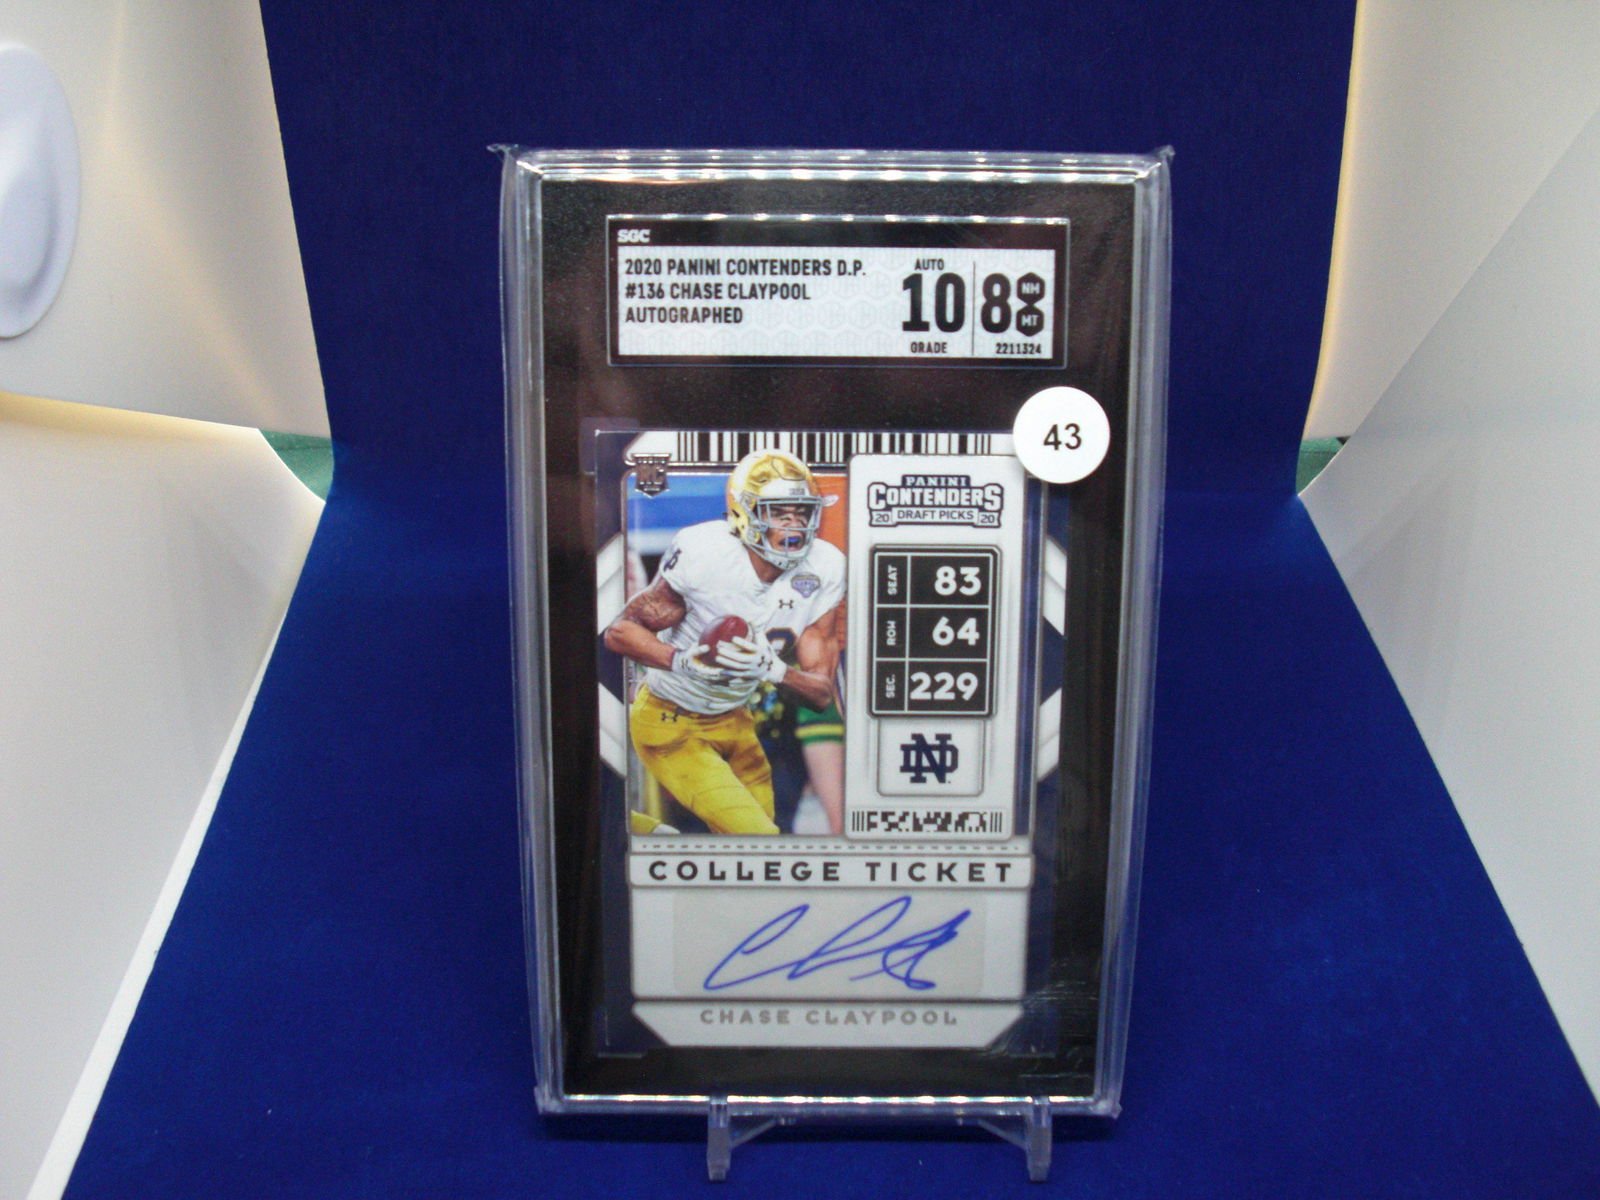 SGC
2020 PANINI CONTENDERS D.P.
#136 CHASE CLAYPOOL
AUTOGRAPHED
AUTO
10
GRADE
8
NM
MT
2211324
43
RC
PANINI
CONTENDERS
20 DRAFT PICKS 20
SEAT 83
ROW 64
SEC. 229
ND
COLLEGE TICKET
CHASE CLAYPOOL